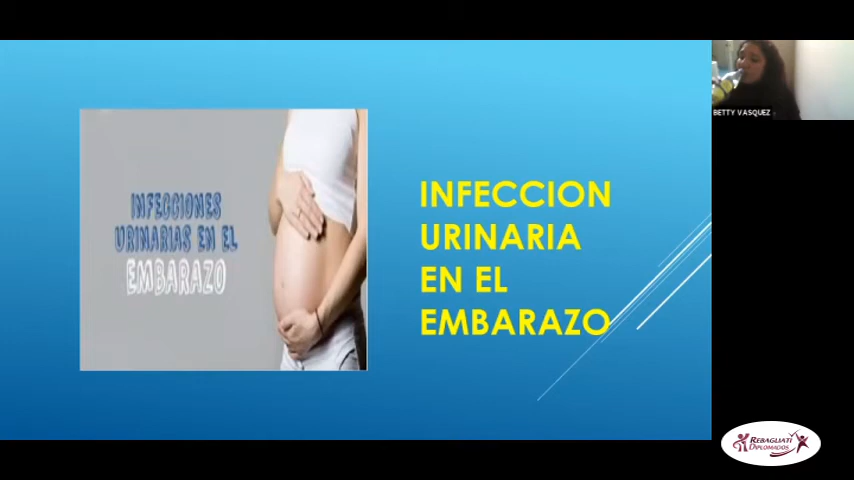 INFECCIONES
URINARIAS EN EL
EMBARAZO
INFECCION
URINARIA
EN EL
EMBARAZO
BETTY VASQUEZ
REBAGLIATI
DIPLOMADOS